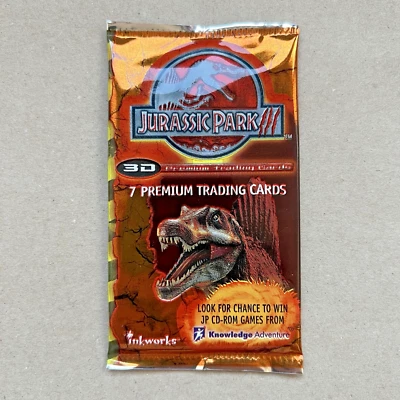 JURASSIC PARK III
TM
3D Premium Trading Cards
7 PREMIUM TRADING CARDS
LOOK FOR CHANCE TO WIN
JP CD-ROM GAMES FROM
inkworks
Knowledge Adventure